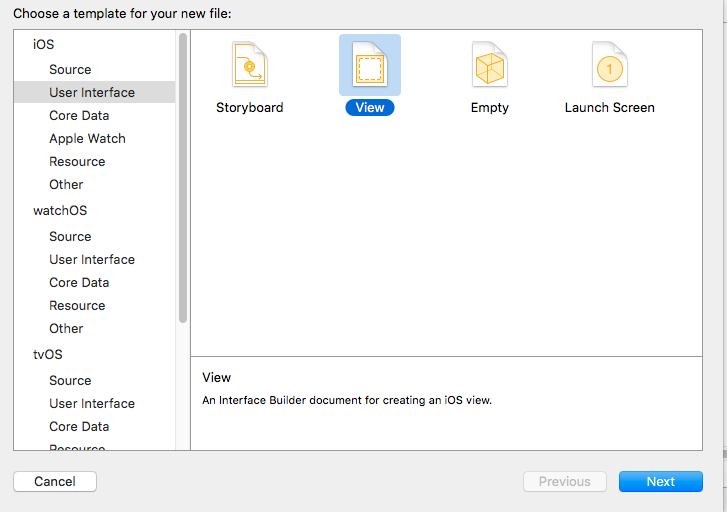 Choose a template for your new file:
iOS
Source
User Interface
Core Data
Apple Watch
Resource
Other
watchOS
Source
User Interface
Core Data
Resource
Other
tvOS
Source
User Interface
Core Data
Resource
Storyboard
View
Empty
1
Launch Screen
View
An Interface Builder document for creating an iOS view.
Cancel
Previous
Next